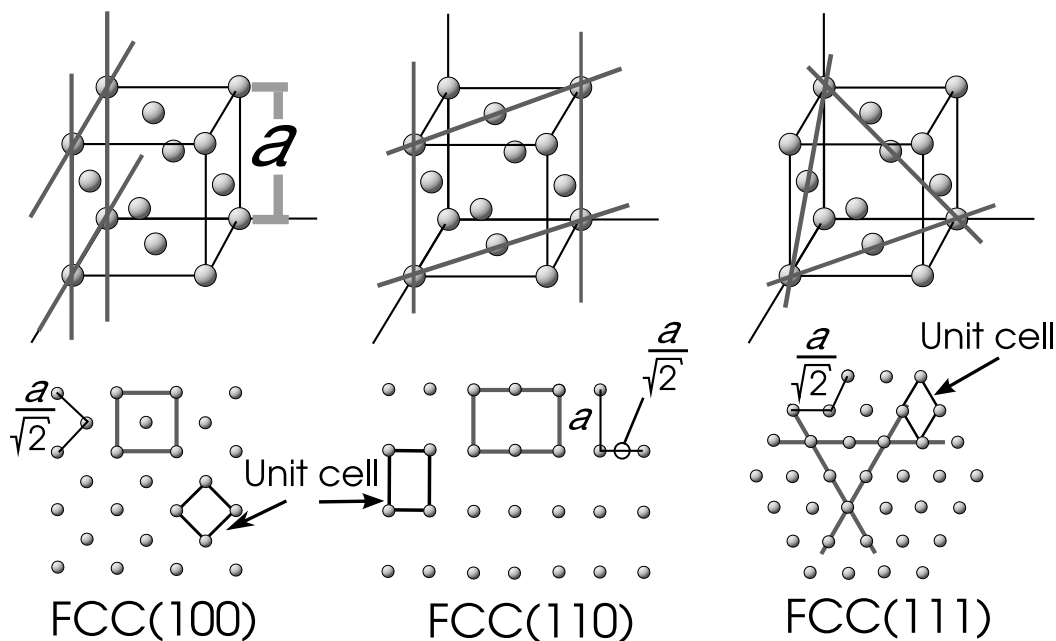 a
Unit cell
a
√2
a
√2
a
√2
a
Unit cell
FCC(100)
FCC(110)
FCC(111)